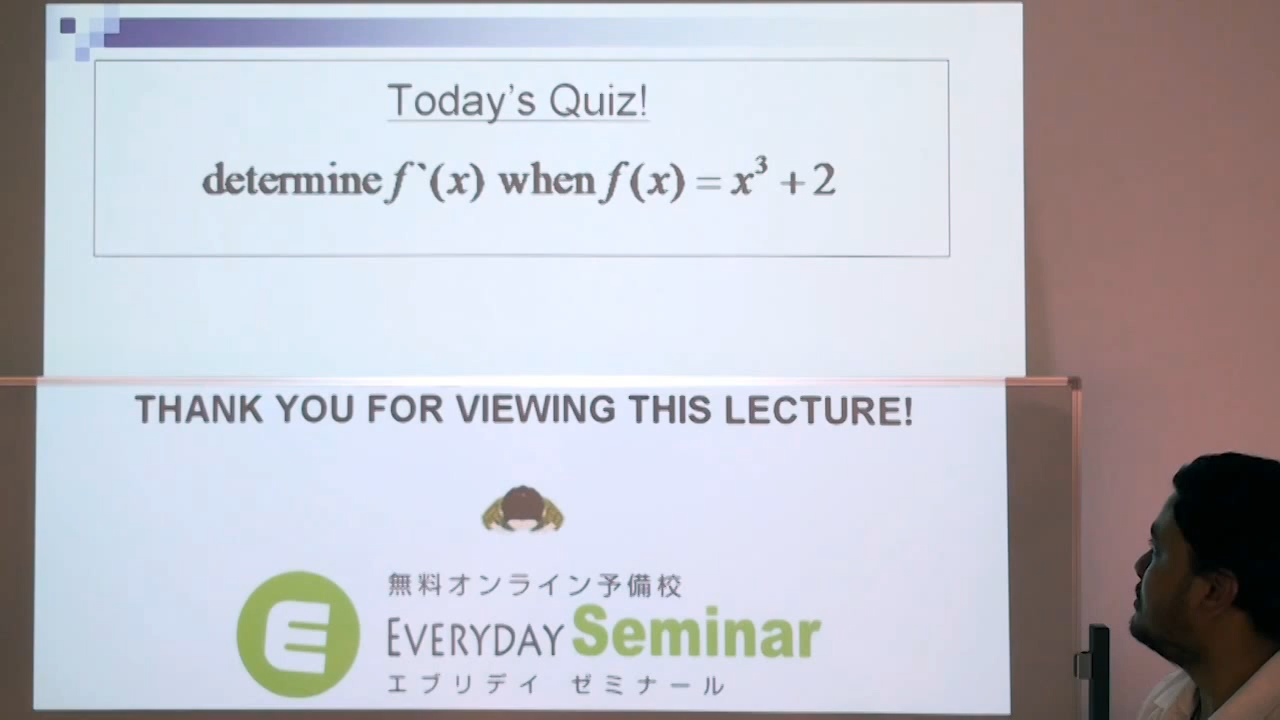 Today's Quiz!
determine f`(x) when f(x) = x³ + 2
THANK YOU FOR VIEWING THIS LECTURE!
無料オンライン予備校
E
EVERYDAY Seminar
エブリデイ ゼミナール